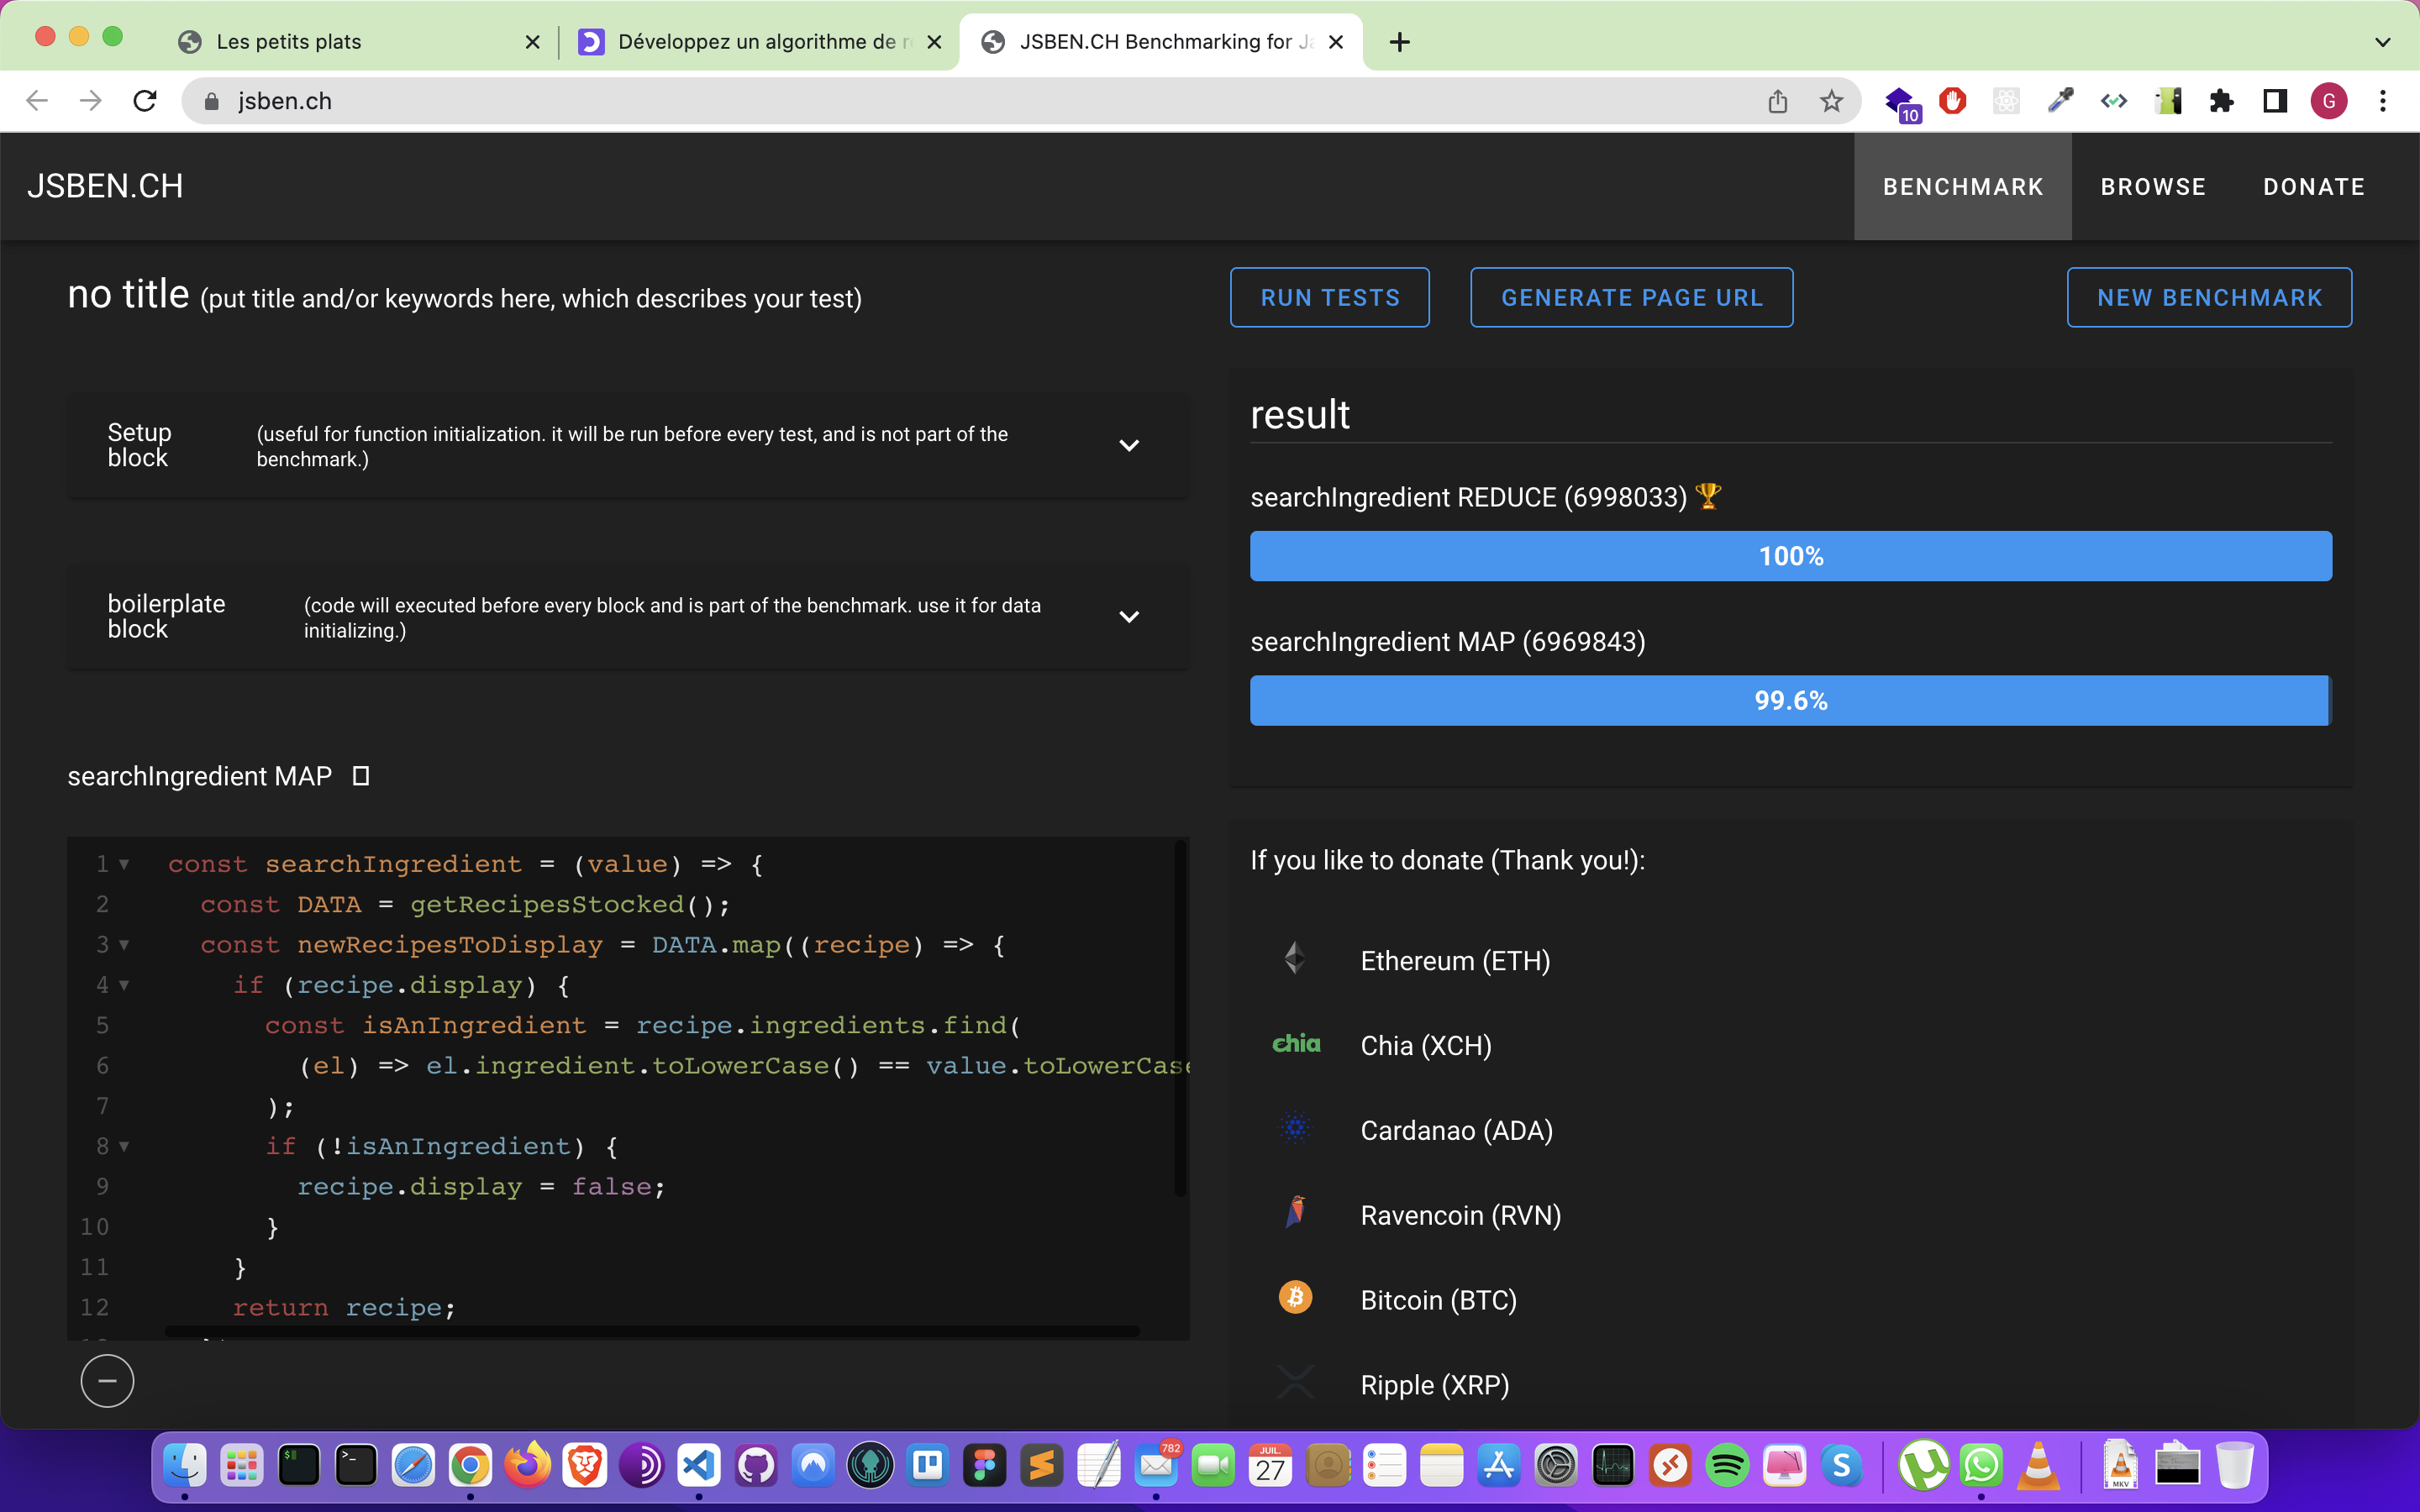 Les petits plats
Développez un algorithme de r
JSBEN.CH Benchmarking for Ja
jsben.ch
10
G
JSBEN.CH
BENCHMARK
BROWSE
DONATE
no title (put title and/or keywords here, which describes your test)
RUN TESTS
GENERATE PAGE URL
NEW BENCHMARK
Setup block
(useful for function initialization. it will be run before every test, and is not part of the
benchmark.)
boilerplate block
(code will executed before every block and is part of the benchmark. use it for data
initializing.)
result
searchIngredient REDUCE (6998033) 🏆
100%
searchIngredient MAP (6969843)
99.6%
searchIngredient MAP
1 const searchIngredient = (value) => {
2 const DATA = getRecipesStocked();
3 const newRecipesToDisplay = DATA.map((recipe) => {
4 if (recipe.display) {
5 const isAnIngredient = recipe.ingredients.find(
6 (el) => el.ingredient.toLowerCase() == value.toLowerCase
7 );
8 if (!isAnIngredient) {
9 recipe.display = false;
10 }
11 }
12 return recipe;
If you like to donate (Thank you!):
Ethereum (ETH)
chia
Chia (XCH)
Cardanao (ADA)
Ravencoin (RVN)
Bitcoin (BTC)
Ripple (XRP)
782
JUIL.
27
MKV